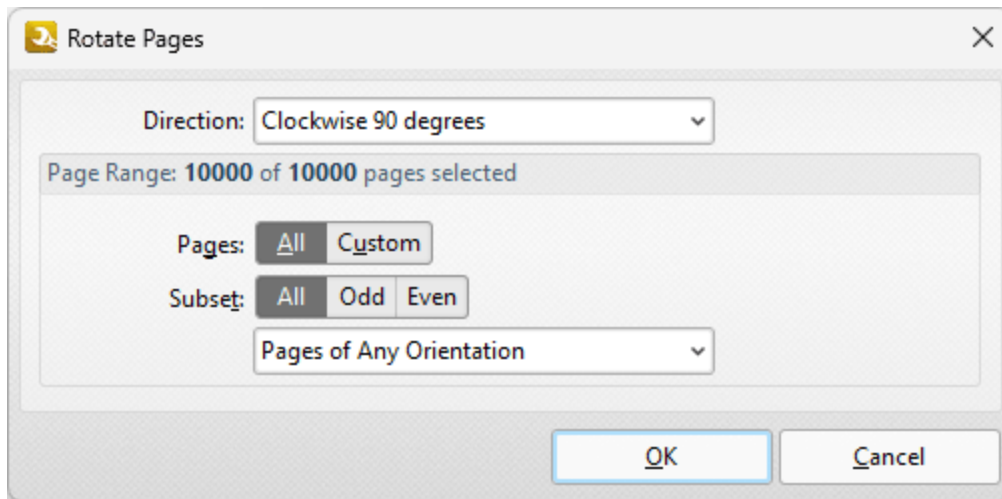 Rotate Pages
Direction: Clockwise 90 degrees
Page Range: 10000 of 10000 pages selected
Pages: All Custom
Subset: All Odd Even
Pages of Any Orientation
OK Cancel